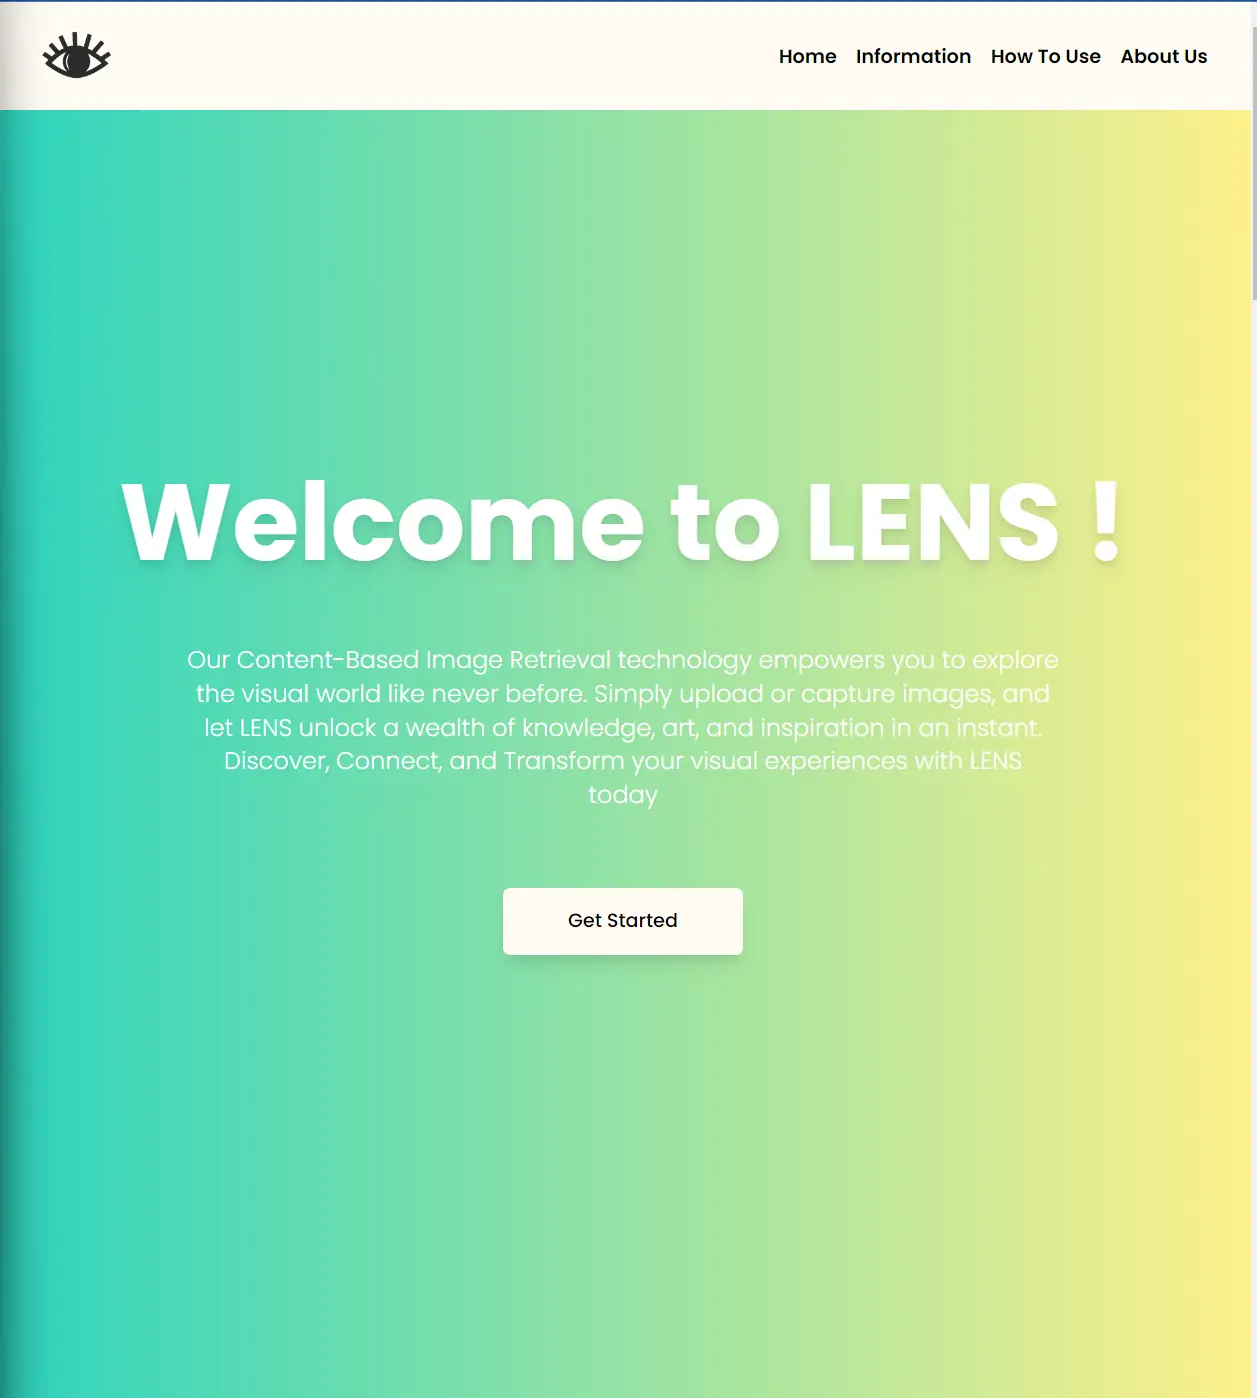 Home Information How To Use About Us
Welcome to LENS !
Our Content-Based Image Retrieval technology empowers you to explore
the visual world like never before. Simply upload or capture images, and
let LENS unlock a wealth of knowledge, art, and inspiration in an instant.
Discover, Connect, and Transform your visual experiences with LENS
today
Get Started